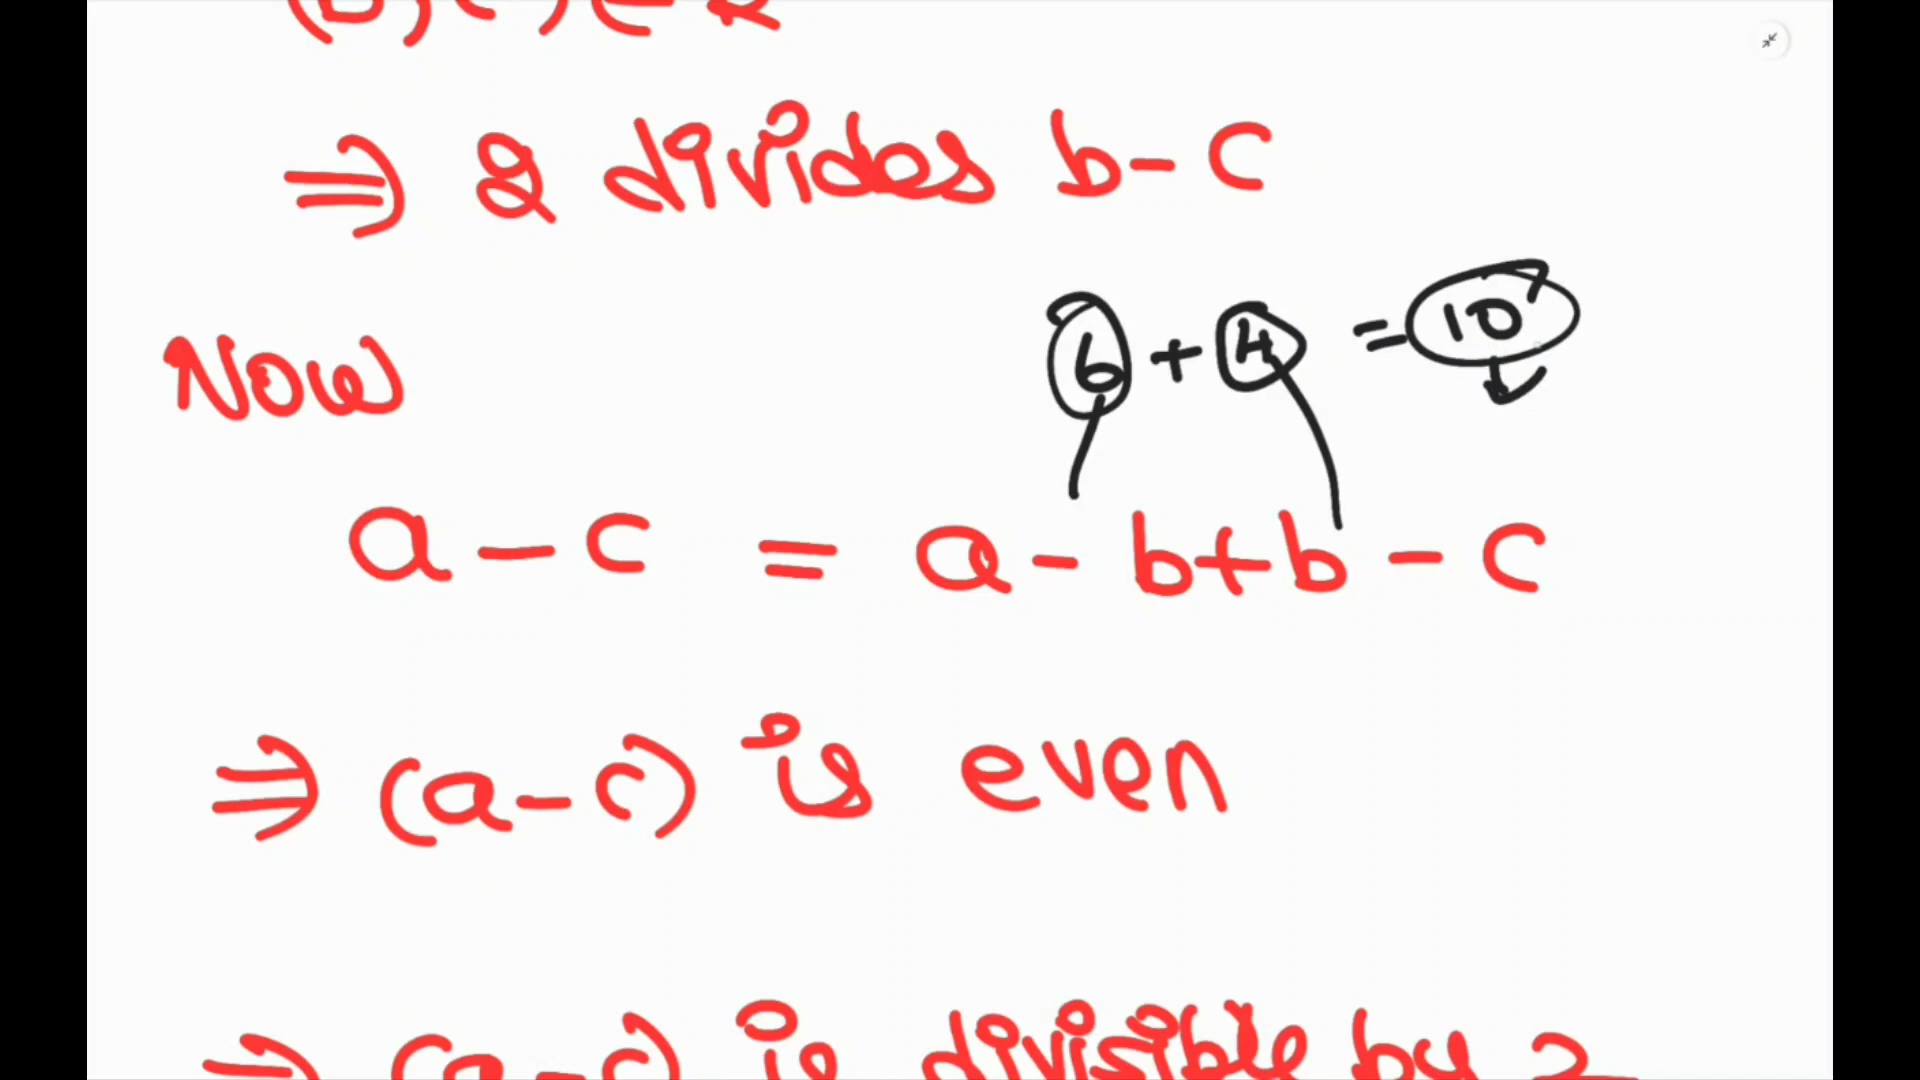 (b, c) ∈ R
⇒ 2 divides b - c
6 + 4 = 10
Now
a - c = a - b + b - c
⇒ (a - c) is even
⇒ (a - c) is divisible by 2